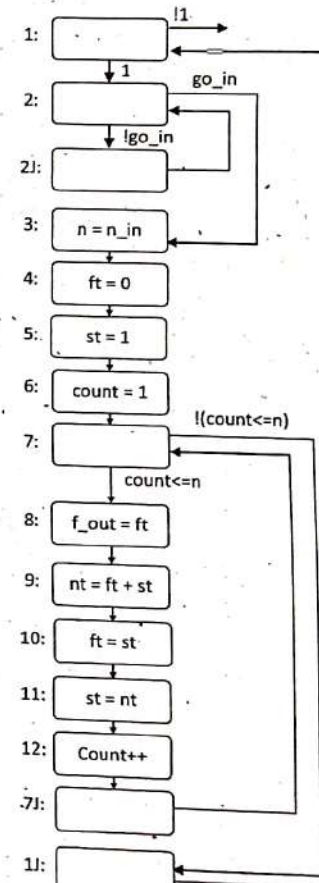 !1
1:
1
go_in
2:
!go_in
2J:
3:
n = n_in
4:
ft = 0
5:
st = 1
6:
count = 1
!(count<=n)
7:
count<=n
8:
f_out = ft
9:
nt = ft + st
10:
ft = st
11:
st = nt
12:
Count++
7J:
1J: